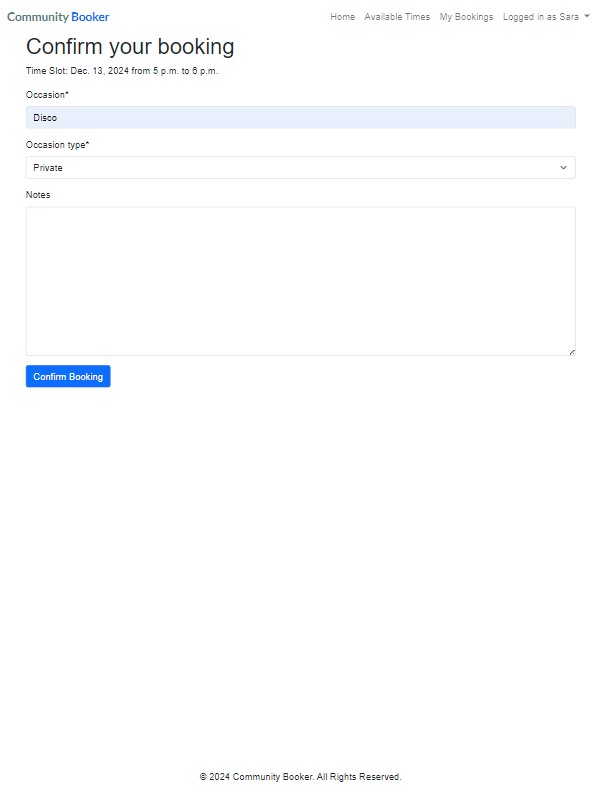 Community Booker
Home Available Times My Bookings Logged in as Sara
Confirm your booking
Time Slot: Dec. 13, 2024 from 5 p.m. to 6 p.m.
Occasion*
Disco
Occasion type*
Private
Notes
Confirm Booking
© 2024 Community Booker. All Rights Reserved.